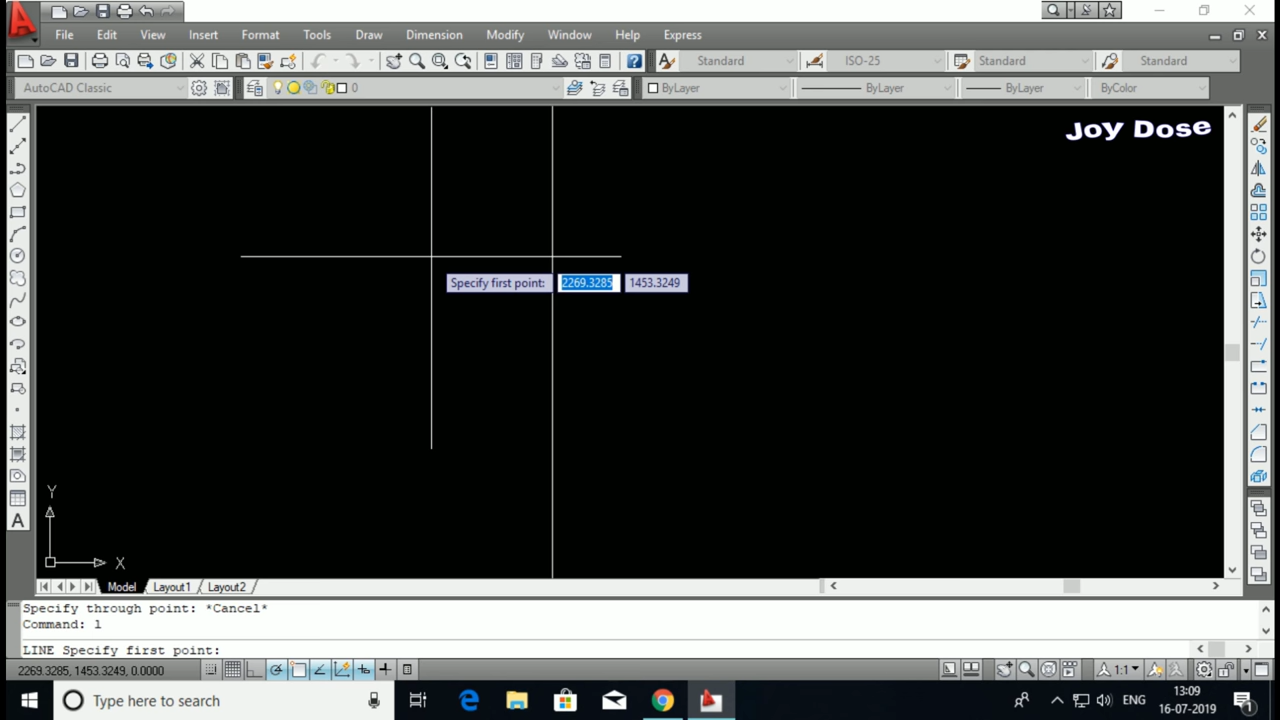 File Edit View Insert Format Tools Draw Dimension Modify Window Help Express
Standard ISO-25 Standard Standard
AutoCAD Classic 0 ByLayer ByLayer ByLayer ByColor
Joy Dose
Specify first point: 2269.3285 1453.3249
Y
X
A
Model Layout1 Layout2
Specify through point: *Cancel*
Command: l
LINE Specify first point:
2269.3285, 1453.3249, 0.0000 1:1
Type here to search ENG 13:09
16-07-2019 1